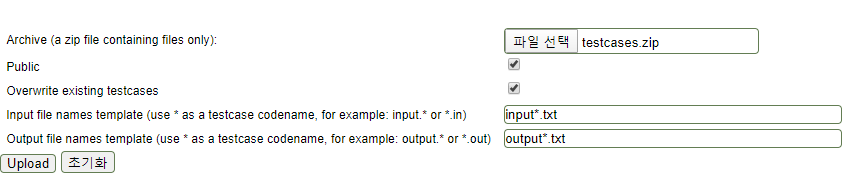 Archive (a zip file containing files only): 파일 선택 testcases.zip
Public
Overwrite existing testcases
Input file names template (use * as a testcase codename, for example: input.* or *.in) input*.txt
Output file names template (use * as a testcase codename, for example: output.* or *.out) output*.txt
Upload 초기화